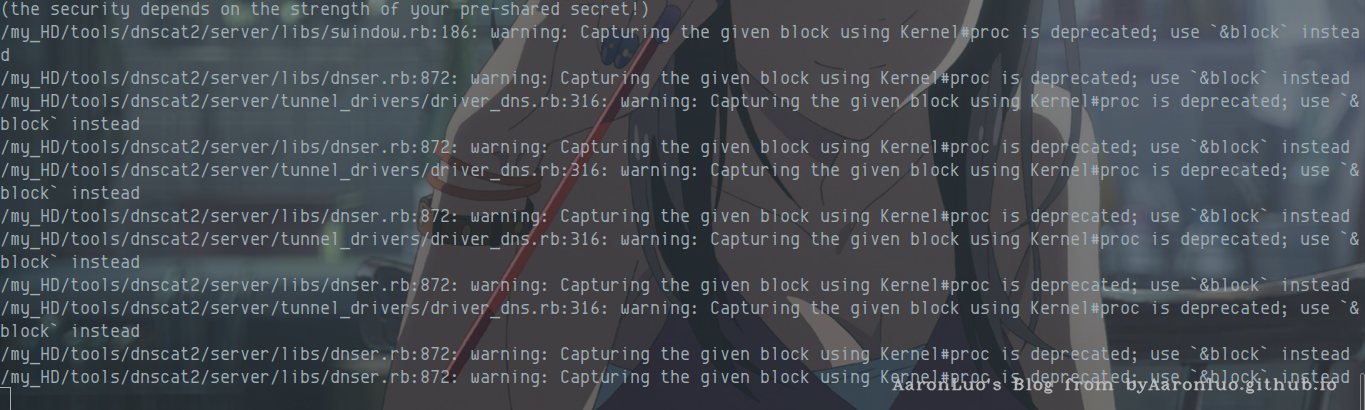 (the security depends on the strength of your pre-shared secret!)
/my_HD/tools/dnscat2/server/libs/swindow.rb:186: warning: Capturing the given block using Kernel#proc is deprecated; use `&block` instea
d
/my_HD/tools/dnscat2/server/libs/dnser.rb:872: warning: Capturing the given block using Kernel#proc is deprecated; use `&block` instead
/my_HD/tools/dnscat2/server/tunnel_drivers/driver_dns.rb:316: warning: Capturing the given block using Kernel#proc is deprecated; use `&
block` instead
/my_HD/tools/dnscat2/server/libs/dnser.rb:872: warning: Capturing the given block using Kernel#proc is deprecated; use `&block` instead
/my_HD/tools/dnscat2/server/tunnel_drivers/driver_dns.rb:316: warning: Capturing the given block using Kernel#proc is deprecated; use `&
block` instead
/my_HD/tools/dnscat2/server/libs/dnser.rb:872: warning: Capturing the given block using Kernel#proc is deprecated; use `&block` instead
/my_HD/tools/dnscat2/server/tunnel_drivers/driver_dns.rb:316: warning: Capturing the given block using Kernel#proc is deprecated; use `&
block` instead
/my_HD/tools/dnscat2/server/libs/dnser.rb:872: warning: Capturing the given block using Kernel#proc is deprecated; use `&block` instead
/my_HD/tools/dnscat2/server/tunnel_drivers/driver_dns.rb:316: warning: Capturing the given block using Kernel#proc is deprecated; use `&
block` instead
/my_HD/tools/dnscat2/server/libs/dnser.rb:872: warning: Capturing the given block using Kernel#proc is deprecated; use `&block` instead
/my_HD/tools/dnscat2/server/libs/dnser.rb:872: warning: Capturing the given block using Kernel#proc is deprecated; use `&block` instead
AaronLuo's Blog from byAaronluo.github.io